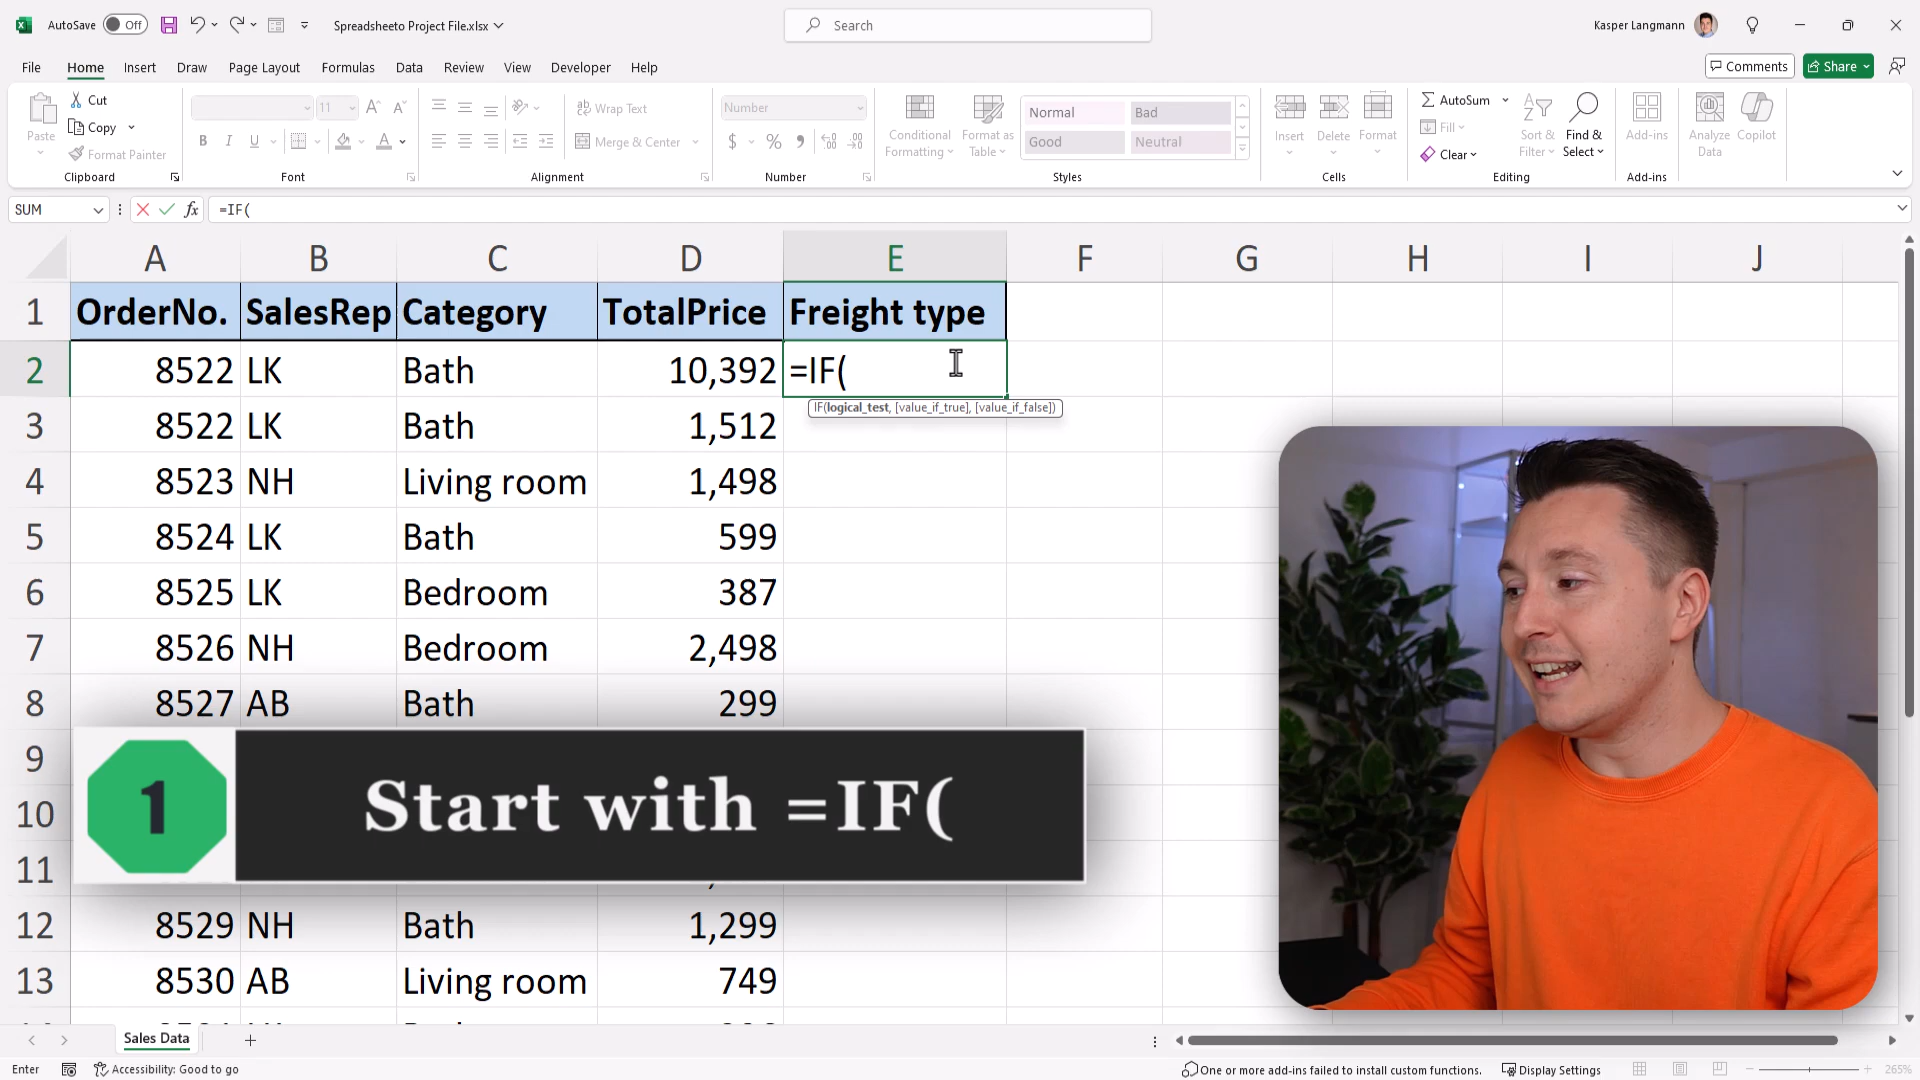 AutoSave Off Spreadsheeto Project File.xlsx Search Kasper Langmann
File Home Insert Draw Page Layout Formulas Data Review View Developer Help Comments Share
Paste Cut Copy Format Painter
Clipboard
11
B I U A
Font
Wrap Text
Merge & Center
Alignment
Number
$ %
Number
Conditional Formatting
Format as Table
Normal Bad
Good Neutral
Styles
Insert Delete Format
Cells
AutoSum
Fill
Clear
Sort & Filter
Find & Select
Editing
Add-ins
Add-ins
Analyze Data
Copilot
SUM fx =IF(
A B C D E F G H I J
1 OrderNo. SalesRep Category TotalPrice Freight type
2 8522 LK Bath 10,392 =IF(
IF(logical_test, [value_if_true], [value_if_false])
3 8522 LK Bath 1,512
4 8523 NH Living room 1,498
5 8524 LK Bath 599
6 8525 LK Bedroom 387
7 8526 NH Bedroom 2,498
8 8527 AB Bath 299
9
10
1 Start with =IF(
11
12 8529 NH Bath 1,299
13 8530 AB Living room 749
Sales Data
Enter Accessibility: Good to go One or more add-ins failed to install custom functions. Display Settings 265%